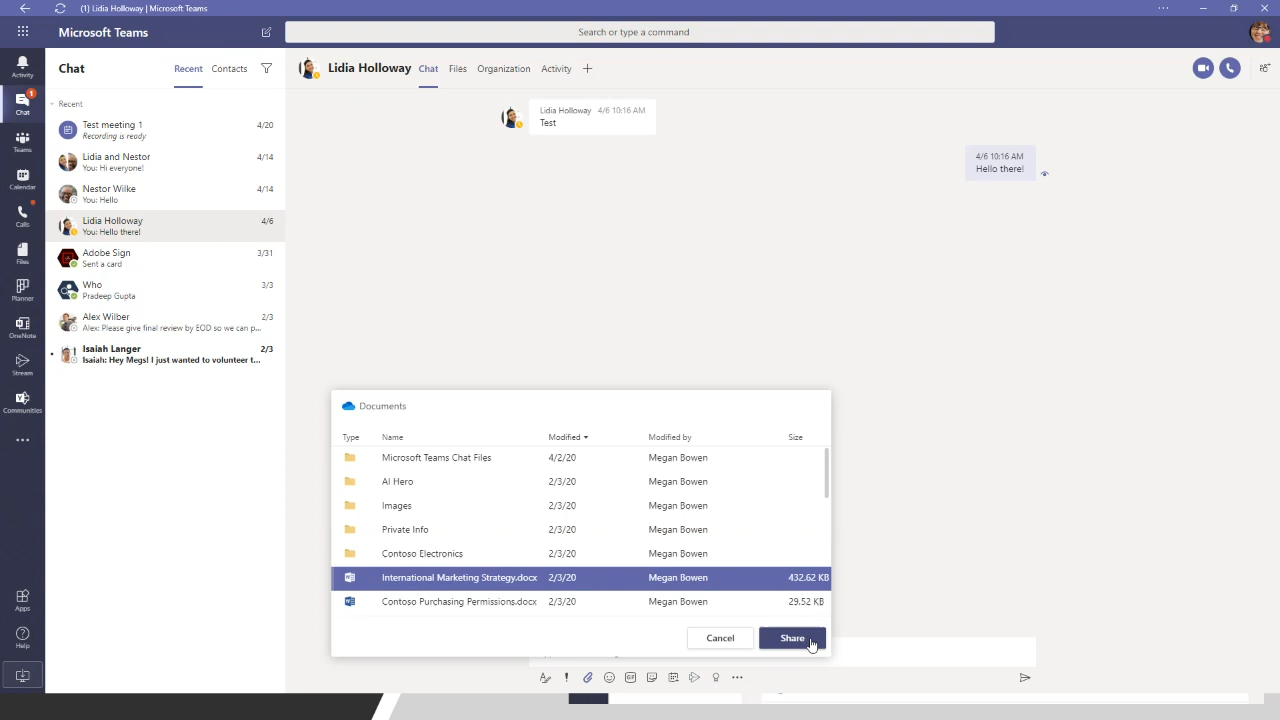 (1) Lidia Holloway | Microsoft Teams
Microsoft Teams
Search or type a command
Activity
1
Chat
Teams
Calendar
Calls
Files
Planner
OneNote
Stream
Communities
Apps
Help
Chat
Recent Contacts
Recent
Test meeting 1 4/20
Recording is ready
Lidia and Nestor 4/14
You: Hi everyone!
Nestor Wilke 4/14
You: Hello
Lidia Holloway 4/6
You: Hello there!
Adobe Sign 3/31
Sent a card
Who 3/3
Pradeep Gupta
Alex Wilber 2/3
Alex: Please give final review by EOD so we can p...
Isaiah Langer 2/3
Isaiah: Hey Megs! I just wanted to volunteer t...
Lidia Holloway Chat Files Organization Activity
Lidia Holloway 4/6 10:16 AM
Test
4/6 10:16 AM
Hello there!
Documents
Type Name Modified Modified by Size
Microsoft Teams Chat Files 4/2/20 Megan Bowen
AI Hero 2/3/20 Megan Bowen
Images 2/3/20 Megan Bowen
Private Info 2/3/20 Megan Bowen
Contoso Electronics 2/3/20 Megan Bowen
International Marketing Strategy.docx 2/3/20 Megan Bowen 432.62 KB
Contoso Purchasing Permissions.docx 2/3/20 Megan Bowen 29.52 KB
Cancel Share
GIF